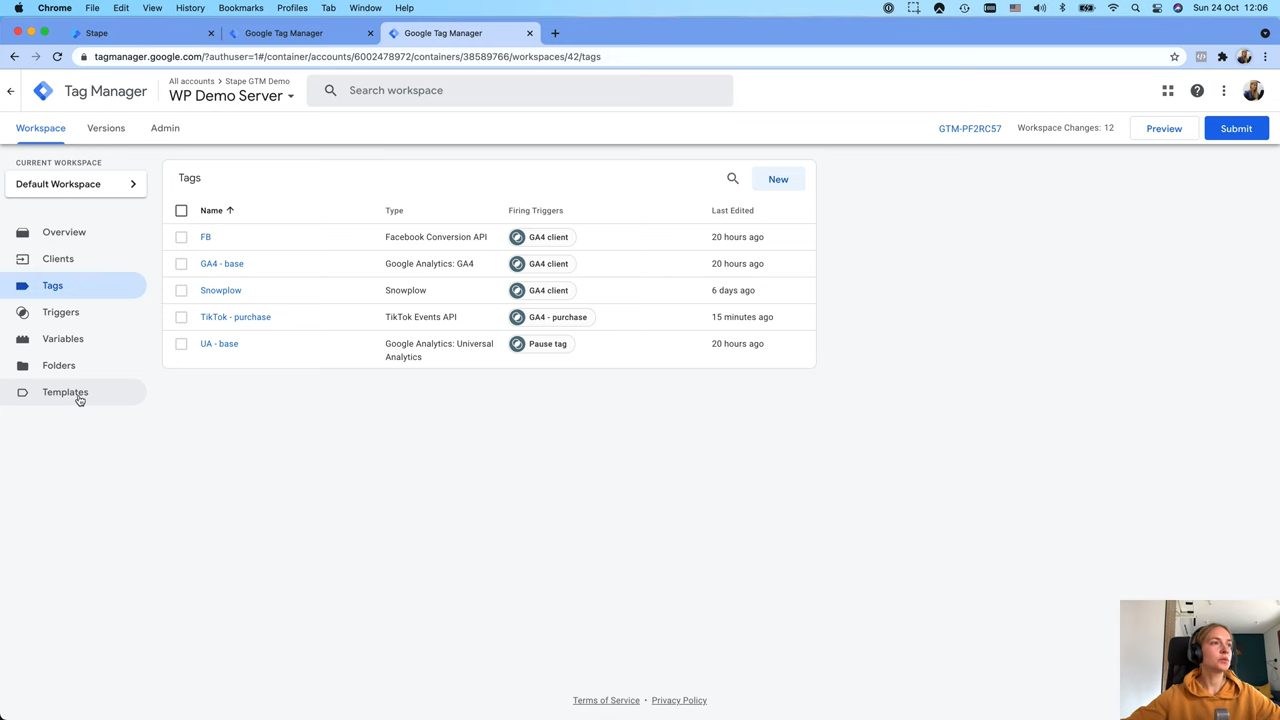 Chrome File Edit View History Bookmarks Profiles Tab Window Help Sun 24 Oct 12:06
Stape Google Tag Manager Google Tag Manager
tagmanager.google.com/?authuser=1#/container/accounts/6002478972/containers/38589766/workspaces/42/tags
Tag Manager
All accounts > Stape GTM Demo
WP Demo Server
Search workspace
Workspace Versions Admin GTM-PF2RC57 Workspace Changes: 12 Preview Submit
CURRENT WORKSPACE
Default Workspace
Overview
Clients
Tags
Triggers
Variables
Folders
Templates
Tags New
Name Type Firing Triggers Last Edited
FB Facebook Conversion API GA4 client 20 hours ago
GA4 - base Google Analytics: GA4 GA4 client 20 hours ago
Snowplow Snowplow GA4 client 6 days ago
TikTok - purchase TikTok Events API GA4 - purchase 15 minutes ago
UA - base Google Analytics: Universal Analytics Pause tag 20 hours ago
Terms of Service • Privacy Policy